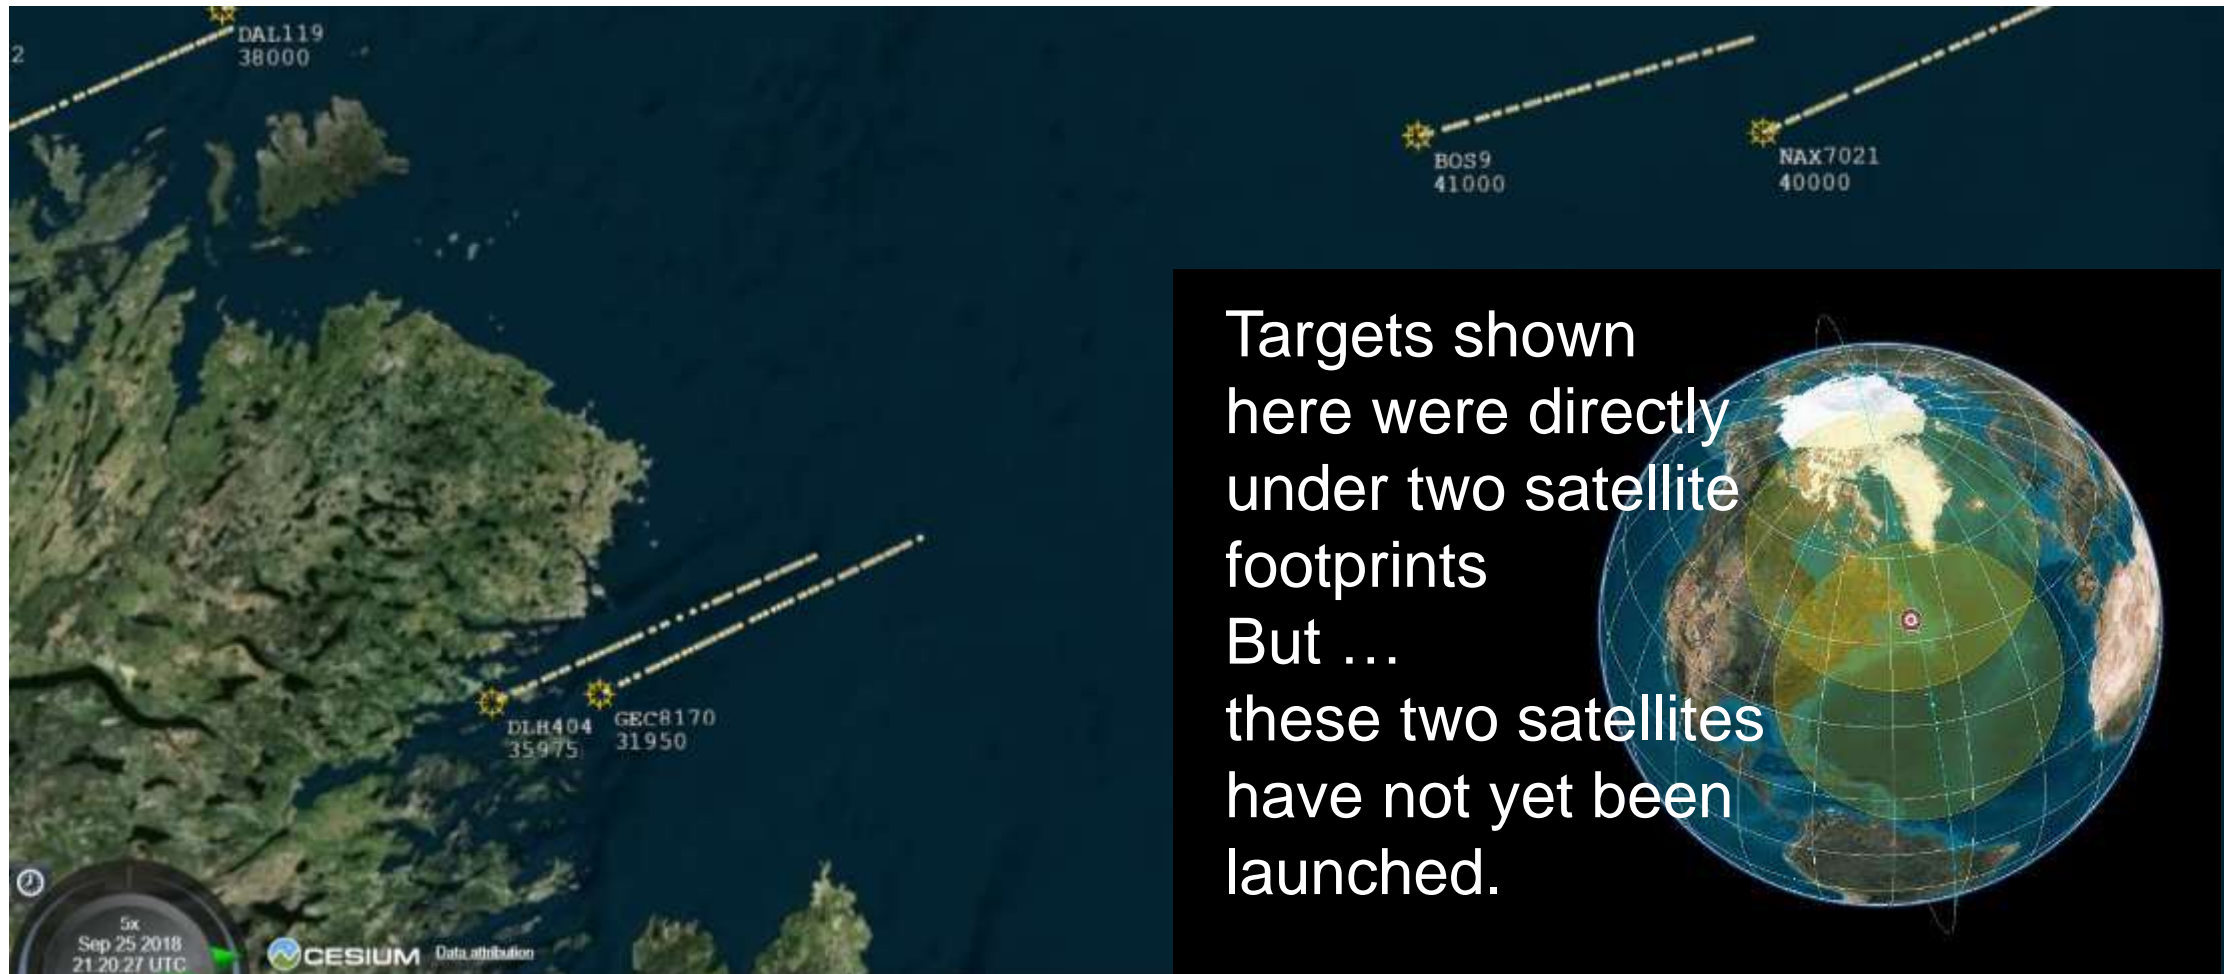 DAL119
38000
2
BOS9
41000
NAX7021
40000
Targets shown
here were directly
under two satellite
footprints
But …
these two satellites
have not yet been
launched.
DLH404
35975
GEC8170
31950
5x
Sep 25 2018
21:20:27 UTC
CESIUM
Data attribution